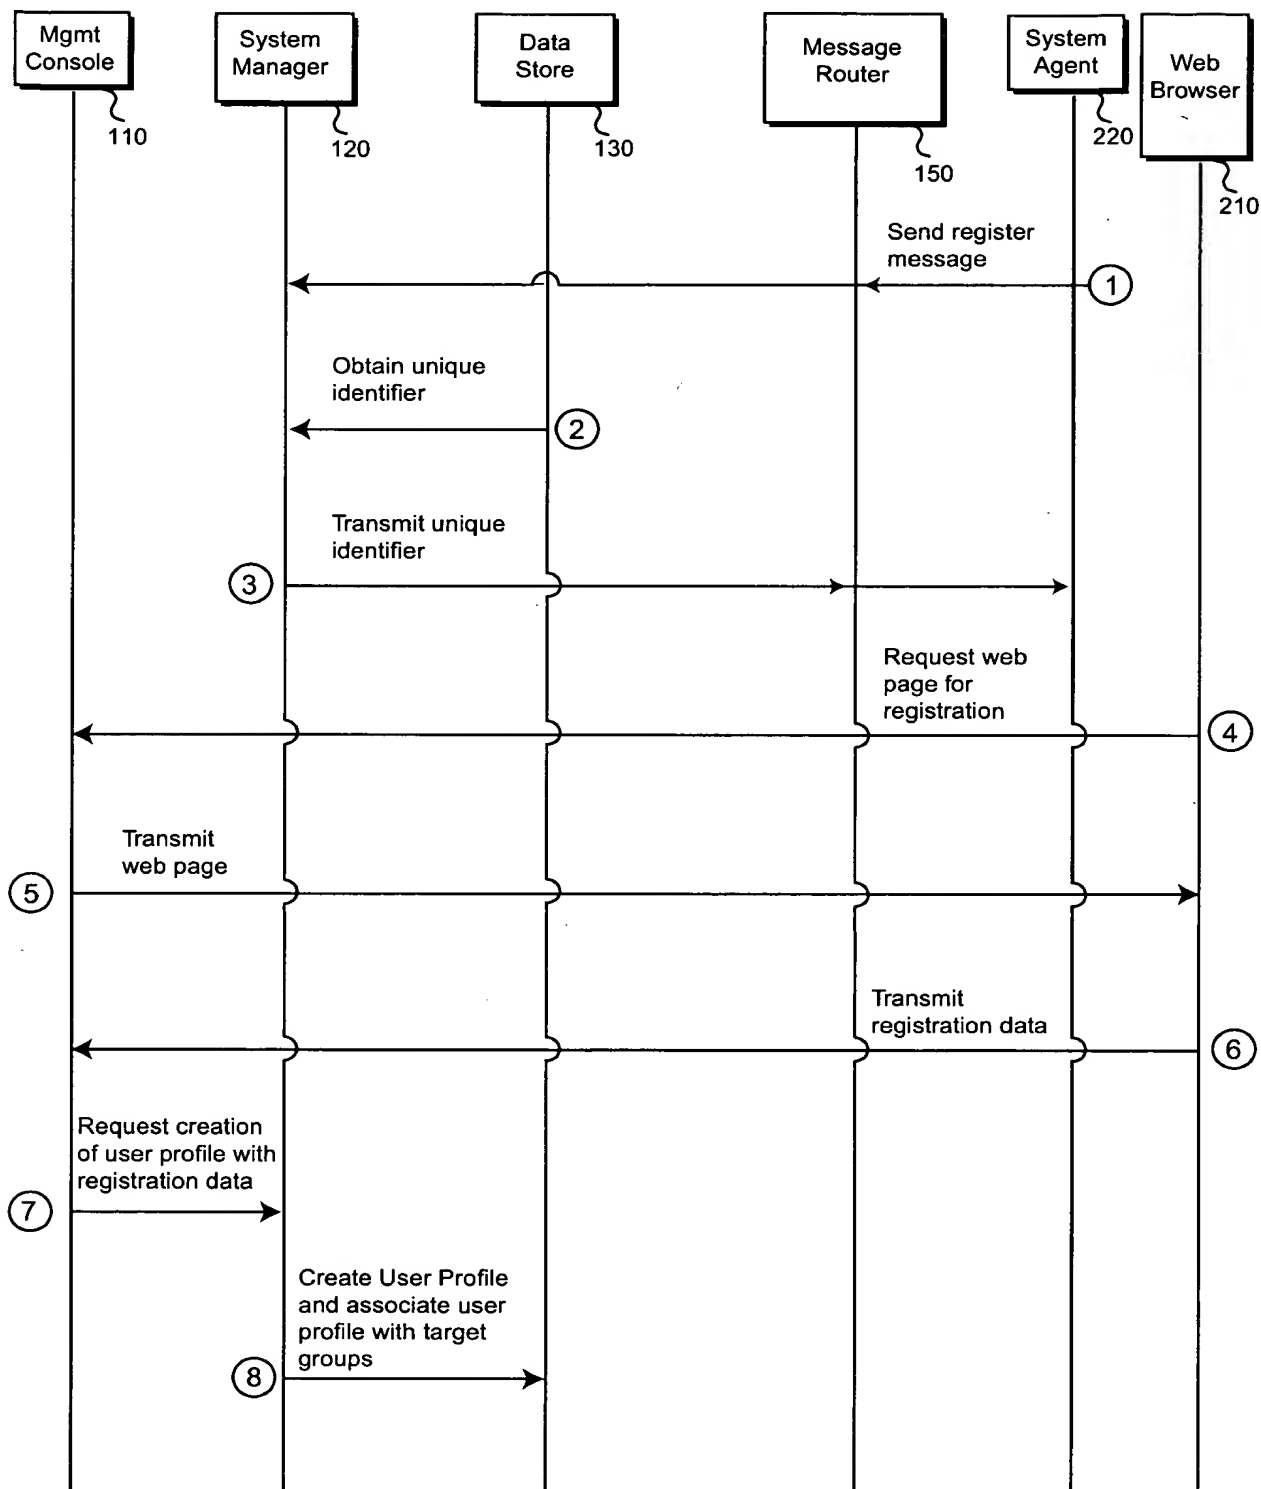 Mgmt
Console
110
System
Manager
120
Data
Store
130
Message
Router
150
System
Agent
220
Web
Browser
210
Send register
message
1
Obtain unique
identifier
2
Transmit unique
identifier
3
Request web
page for
registration
4
Transmit
web page
5
Transmit
registration data
6
Request creation
of user profile with
registration data
7
Create User Profile
and associate user
profile with target
groups
8